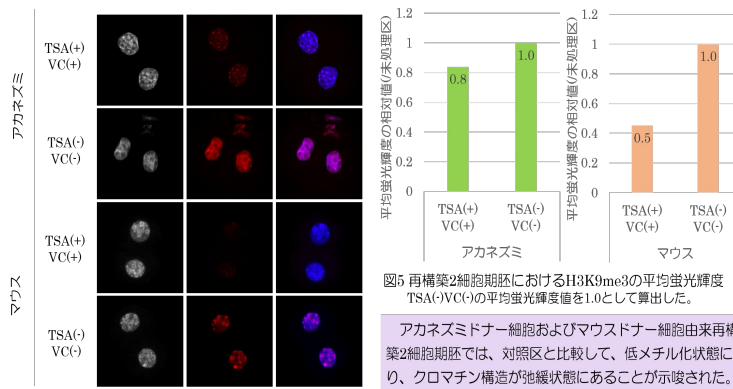 アカネズミ
TSA(+)
VC(+)
TSA(-)
VC(-)
マウス
TSA(+)
VC(+)
TSA(-)
VC(-)
平均蛍光輝度の相対値(/未処理区)
1.2
1
0.8
0.6
0.4
0.2
0
0.8
1.0
TSA(+)
VC(+)
TSA(-)
VC(-)
アカネズミ
平均蛍光輝度の相対値(/未処理区)
1.2
1
0.8
0.6
0.4
0.2
0
0.5
1.0
TSA(+)
VC(+)
TSA(-)
VC(-)
マウス
図5 再構築2細胞期胚におけるH3K9me3の平均蛍光輝度
TSA(-)VC(-)の平均蛍光輝度値を1.0として算出した。
アカネズミドナー細胞およびマウスドナー細胞由来再構
築2細胞期胚では、対照区と比較して、低メチル化状態に
り、クロマチン構造が弛緩状態にあることが示唆された。